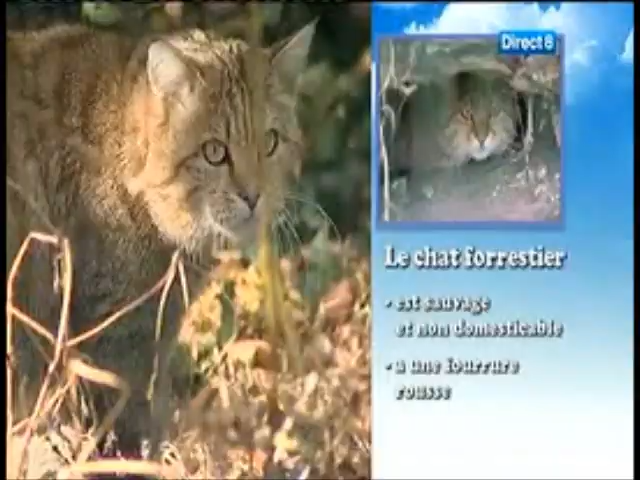 Direct 8
Le chat forrestier
- est sauvage
et non domesticable
- a une fourrure
rousse